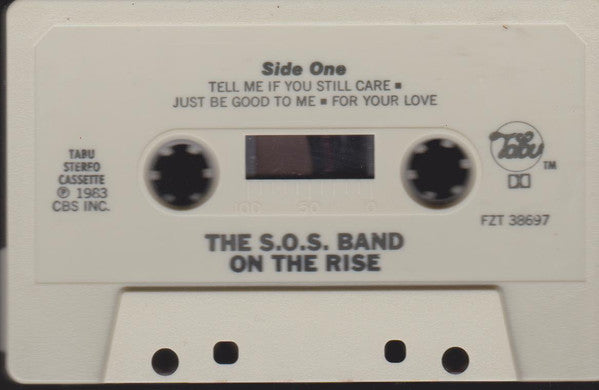 Side One
TELL ME IF YOU STILL CARE ■
JUST BE GOOD TO ME ■ FOR YOUR LOVE
TABU
STEREO
CASSETTE
℗ 1983
CBS INC.
100 50 0
Tabu
TM
FZT 38697
THE S.O.S. BAND
ON THE RISE